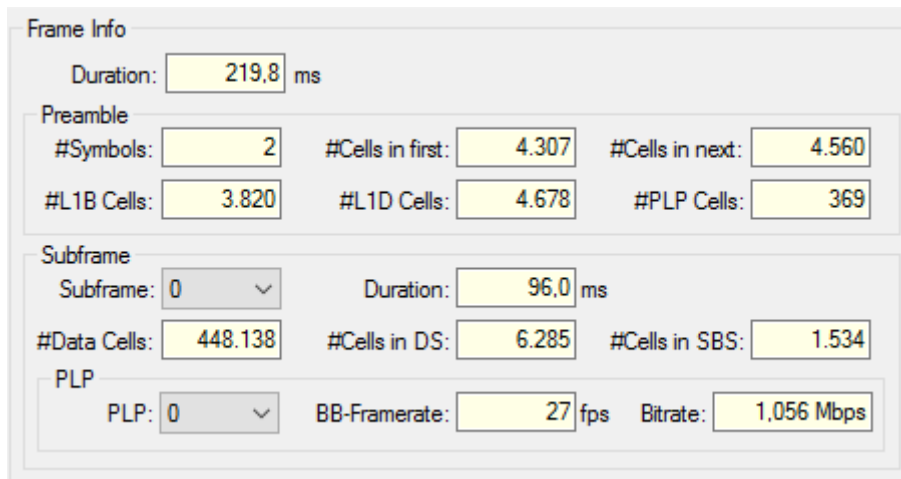 Frame Info
Duration: 219,8 ms
Preamble
#Symbols: 2 #Cells in first: 4.307 #Cells in next: 4.560
#L1B Cells: 3.820 #L1D Cells: 4.678 #PLP Cells: 369
Subframe
Subframe: 0 Duration: 96,0 ms
#Data Cells: 448.138 #Cells in DS: 6.285 #Cells in SBS: 1.534
PLP
PLP: 0 BB-Framerate: 27 fps Bitrate: 1,056 Mbps